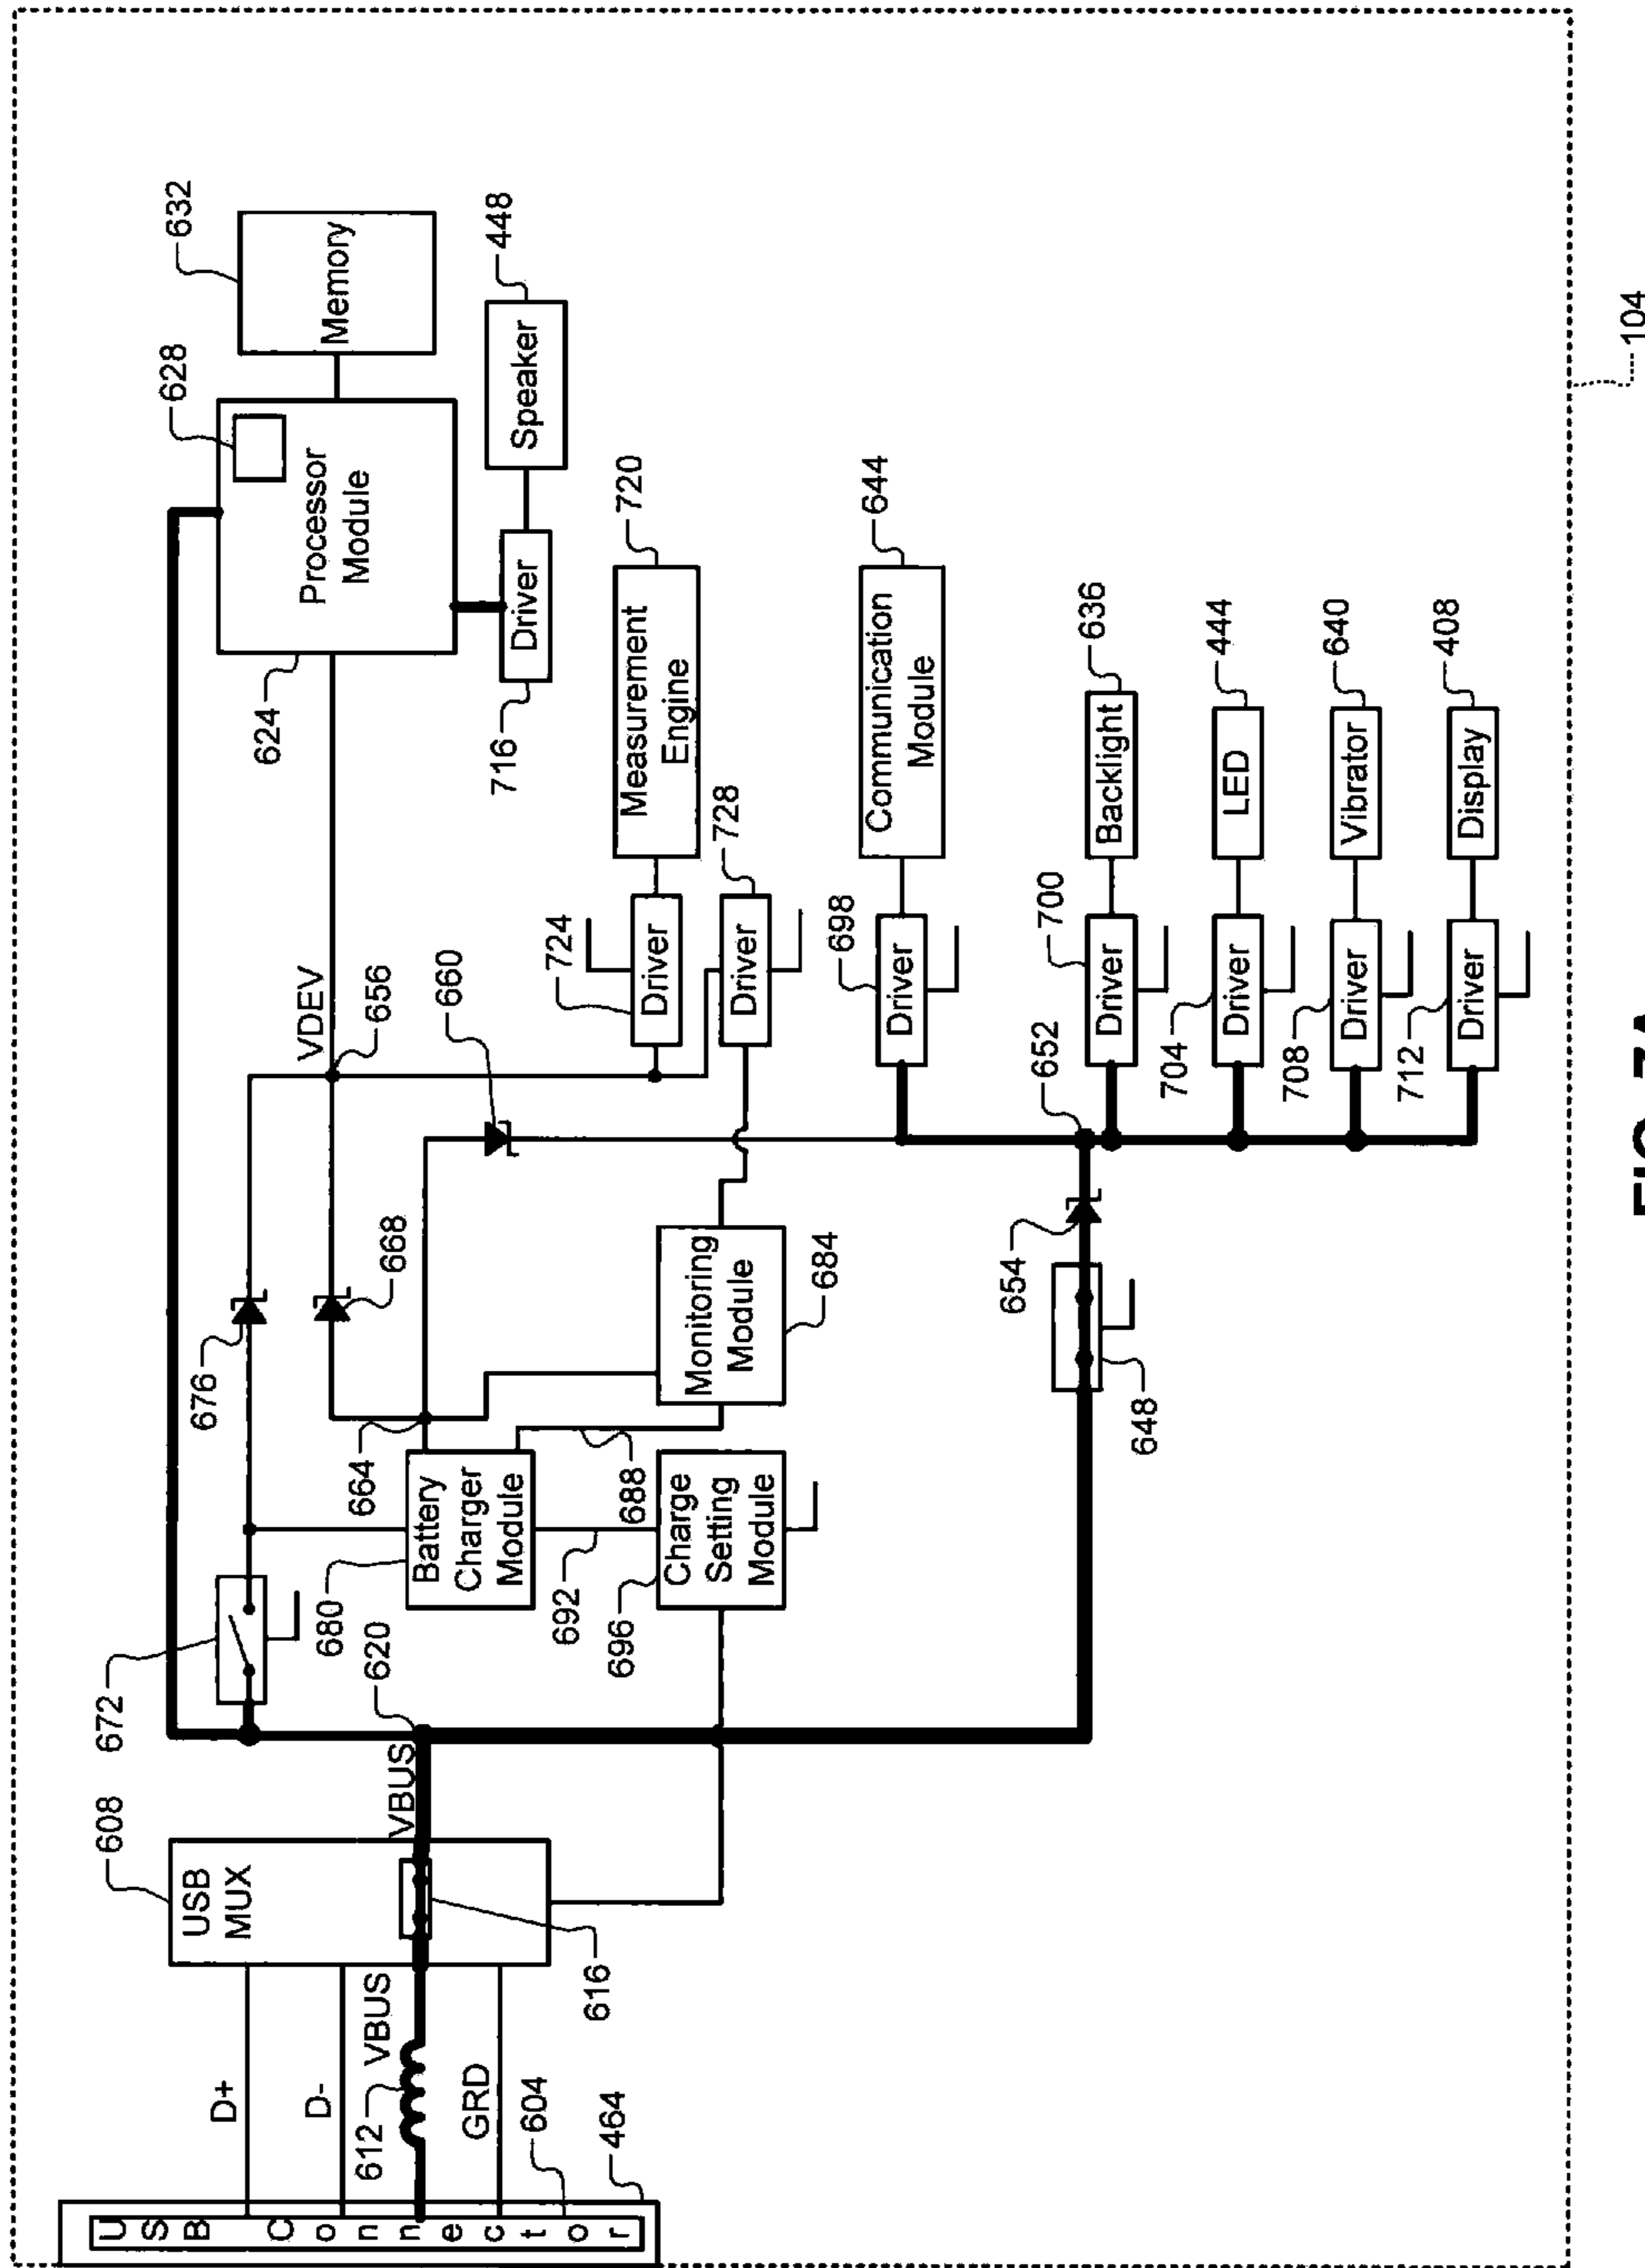 632
628
Memory
608
672
676
624
448
USB
MUX
Processor
Module
Speaker
D+
VDEV
656
716
Driver
D-
664
668
660
720
VBUS
612
VBUS
620
680
Battery
Charger
Module
724
Measurement
Engine
Driver
728
GRD
616
692
688
Driver
604
464
696
Charge
Setting
Module
Monitoring
Module
684
698
644
Communication
Module
Driver
USB Connector
654
652
700
636
648
Driver
Backlight
704
444
Driver
LED
708
640
Driver
Vibrator
712
408
Driver
Display
104
FIG. 7A